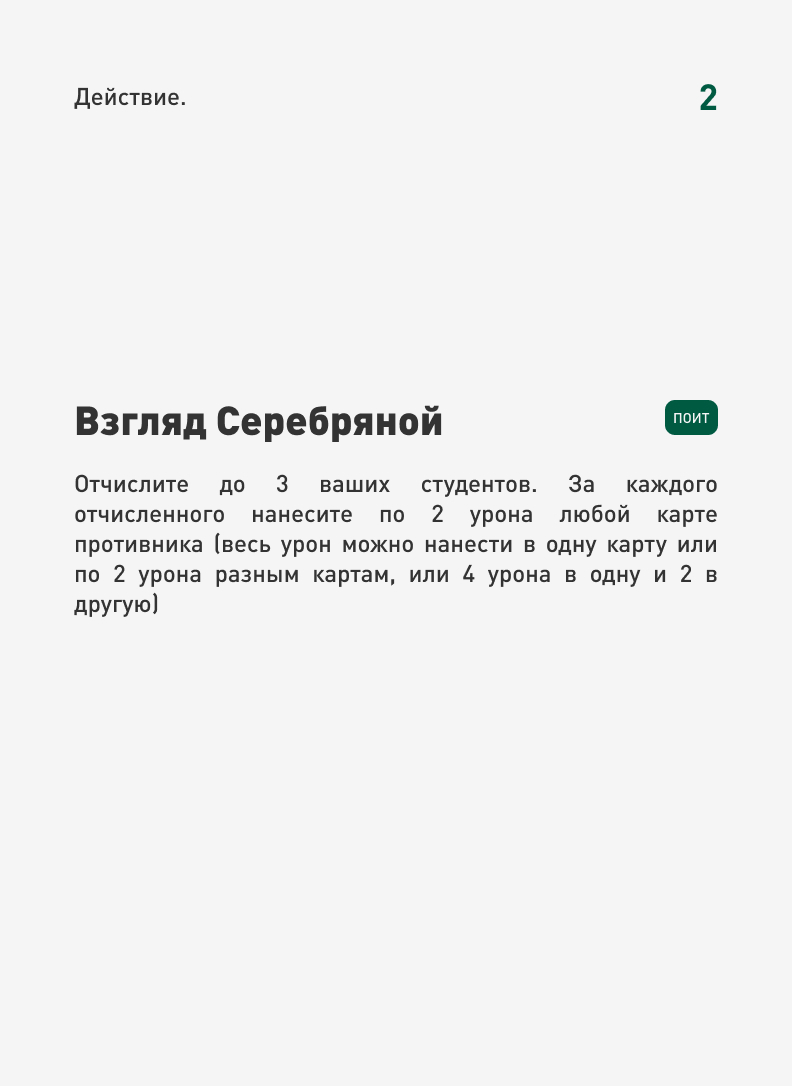 Действие.
2
Взгляд Серебряной
ПОИТ
Отчислите до 3 ваших студентов. За каждого
отчисленного нанесите по 2 урона любой карте
противника (весь урон можно нанести в одну карту или
по 2 урона разным картам, или 4 урона в одну и 2 в
другую)